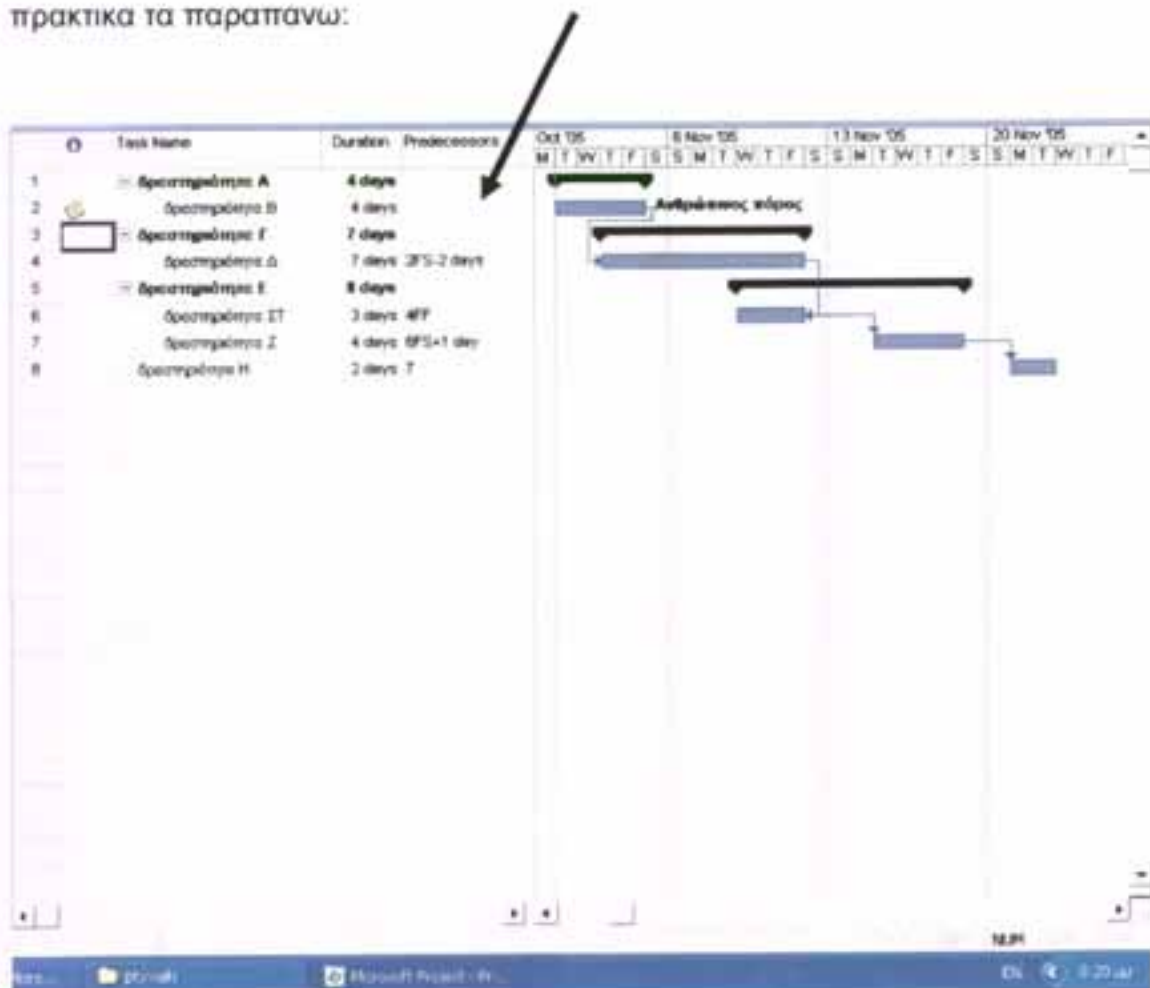 πρακτικά τα παραπάνω:
Task Name Duration Predecessors Oct '05 6 Nov '05 13 Nov '05 20 Nov '05
M T W T F S S M T W T F S S M T W T F S S M T W T F
1 δραστηριότητα Α 4 days
2 δραστηριότητα Β 4 days Ανθρώπινος πόρος
3 δραστηριότητα Γ 7 days
4 δραστηριότητα Δ 7 days 2FS-2 days
5 δραστηριότητα Ε 8 days
6 δραστηριότητα ΣΤ 3 days 4FF
7 δραστηριότητα Ζ 4 days 6FS+1 day
8 δραστηριότητα Η 2 days 7
NUM
Microsoft Project - Pr... EN